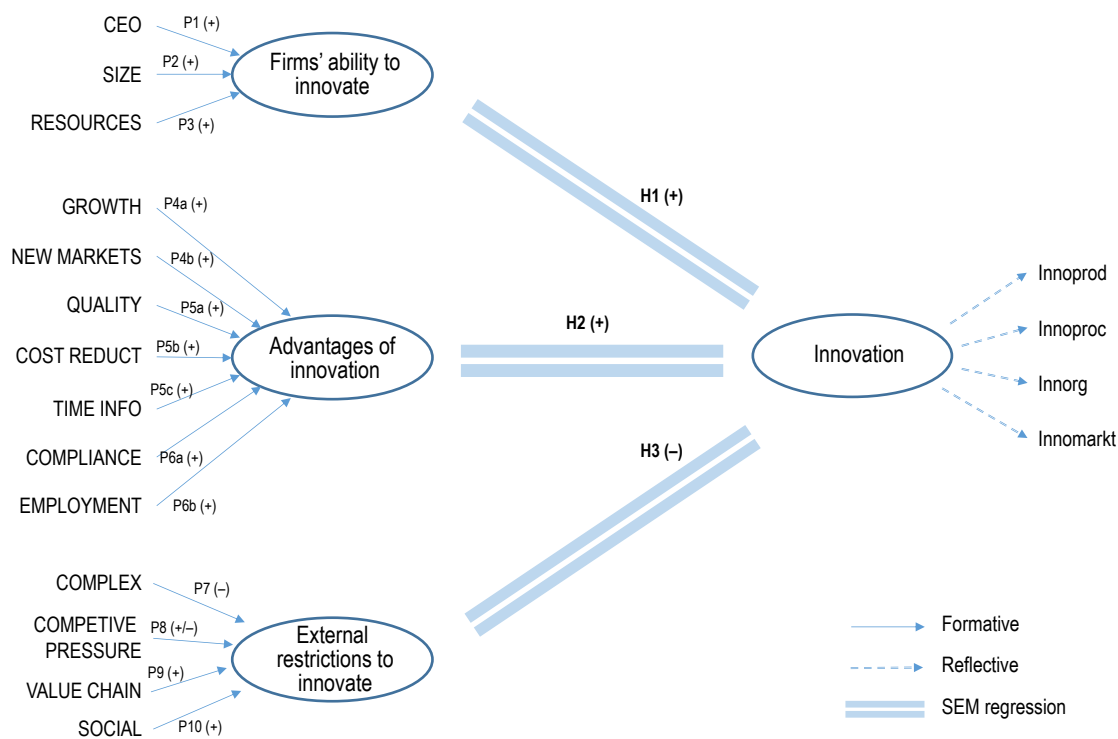 CEO
P1 (+)
SIZE
P2 (+)
RESOURCES
P3 (+)
Firms' ability to
innovate
GROWTH
P4a (+)
NEW MARKETS
P4b (+)
QUALITY
P5a (+)
COST REDUCT
P5b (+)
TIME INFO
P5c (+)
COMPLIANCE
P6a (+)
EMPLOYMENT
P6b (+)
Advantages of
innovation
COMPLEX
P7 (–)
COMPETIVE
PRESSURE
P8 (+/–)
VALUE CHAIN
P9 (+)
SOCIAL
P10 (+)
External
restrictions to
innovate
H1 (+)
H2 (+)
H3 (–)
Innovation
Innoprod
Innoproc
Innorg
Innomarkt
Formative
Reflective
SEM regression